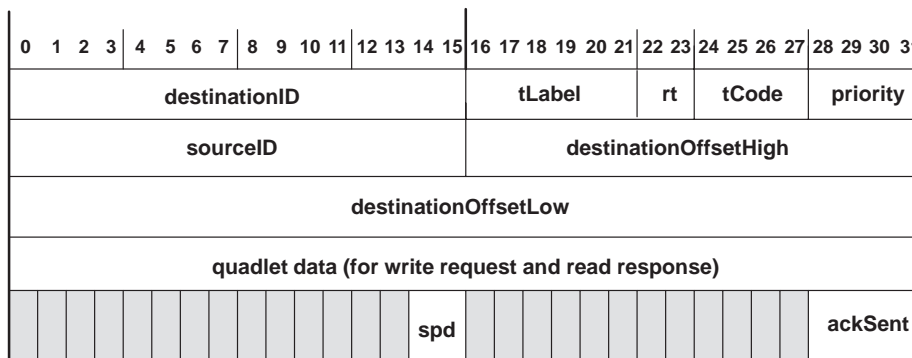 0 1 2 3 4 5 6 7 8 9 10 11 12 13 14 15 16 17 18 19 20 21 22 23 24 25 26 27 28 29 30
destinationID tLabel rt tCode priority
sourceID destinationOffsetHigh
destinationOffsetLow
quadlet data (for write request and read response)
spd ackSent